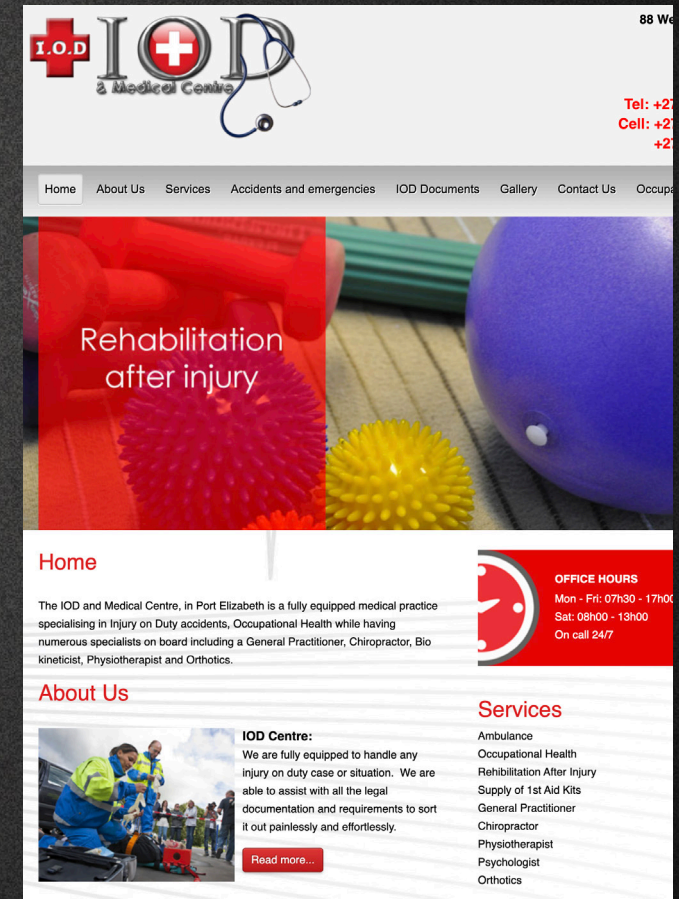 I.O.D
IOD
& Medical Centre
88 We
Tel: +27
Cell: +27
+27
Home About Us Services Accidents and emergencies IOD Documents Gallery Contact Us Occupa
Rehabilitation
after injury
Home
The IOD and Medical Centre, in Port Elizabeth is a fully equipped medical practice
specialising in Injury on Duty accidents, Occupational Health while having
numerous specialists on board including a General Practitioner, Chiropractor, Bio
kineticist, Physiotherapist and Orthotics.
OFFICE HOURS
Mon - Fri: 07h30 - 17h00
Sat: 08h00 - 13h00
On call 24/7
About Us
IOD Centre:
We are fully equipped to handle any
injury on duty case or situation.  We are
able to assist with all the legal
documentation and requirements to sort
it out painlessly and effortlessly.
Read more...
Services
Ambulance
Occupational Health
Rehibilitation After Injury
Supply of 1st Aid Kits
General Practitioner
Chiropractor
Physiotherapist
Psychologist
Orthotics